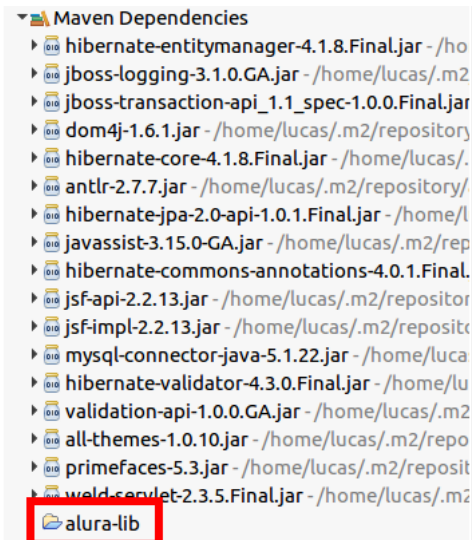 Maven Dependencies
hibernate-entitymanager-4.1.8.Final.jar - /ho
jboss-logging-3.1.0.GA.jar - /home/lucas/.m2
jboss-transaction-api_1.1_spec-1.0.0.Final.jar
dom4j-1.6.1.jar - /home/lucas/.m2/repository
hibernate-core-4.1.8.Final.jar - /home/lucas/.
antlr-2.7.7.jar - /home/lucas/.m2/repository/
hibernate-jpa-2.0-api-1.0.1.Final.jar - /home/l
javassist-3.15.0-GA.jar - /home/lucas/.m2/rep
hibernate-commons-annotations-4.0.1.Final.
jsf-api-2.2.13.jar - /home/lucas/.m2/repositor
jsf-impl-2.2.13.jar - /home/lucas/.m2/reposito
mysql-connector-java-5.1.22.jar - /home/luca
hibernate-validator-4.3.0.Final.jar - /home/lu
validation-api-1.0.0.GA.jar - /home/lucas/.m2
all-themes-1.0.10.jar - /home/lucas/.m2/repo
primefaces-5.3.jar - /home/lucas/.m2/reposit
weld-servlet-2.3.5.Final.jar - /home/lucas/.m2
alura-lib